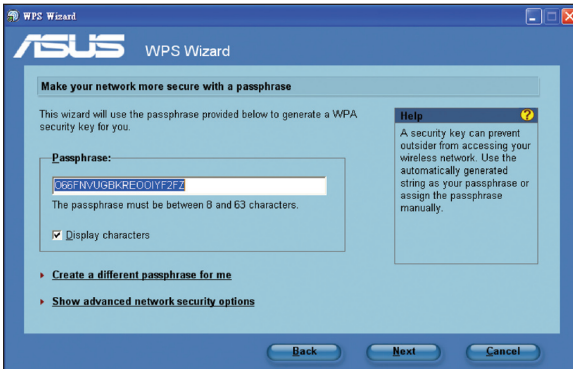 WPS Wizard
ASUS WPS Wizard
Make your network more secure with a passphrase
This wizard will use the passphrase provided below to generate a WPA
security key for you.
Passphrase:
O66FNVUGBKREOOIYF2FZ
The passphrase must be between 8 and 63 characters.
Display characters
Create a different passphrase for me
Show advanced network security options
Help
A security key can prevent
outsider from accessing your
wireless network. Use the
automatically generated
string as your passphrase or
assign the passphrase
manually.
Back Next Cancel